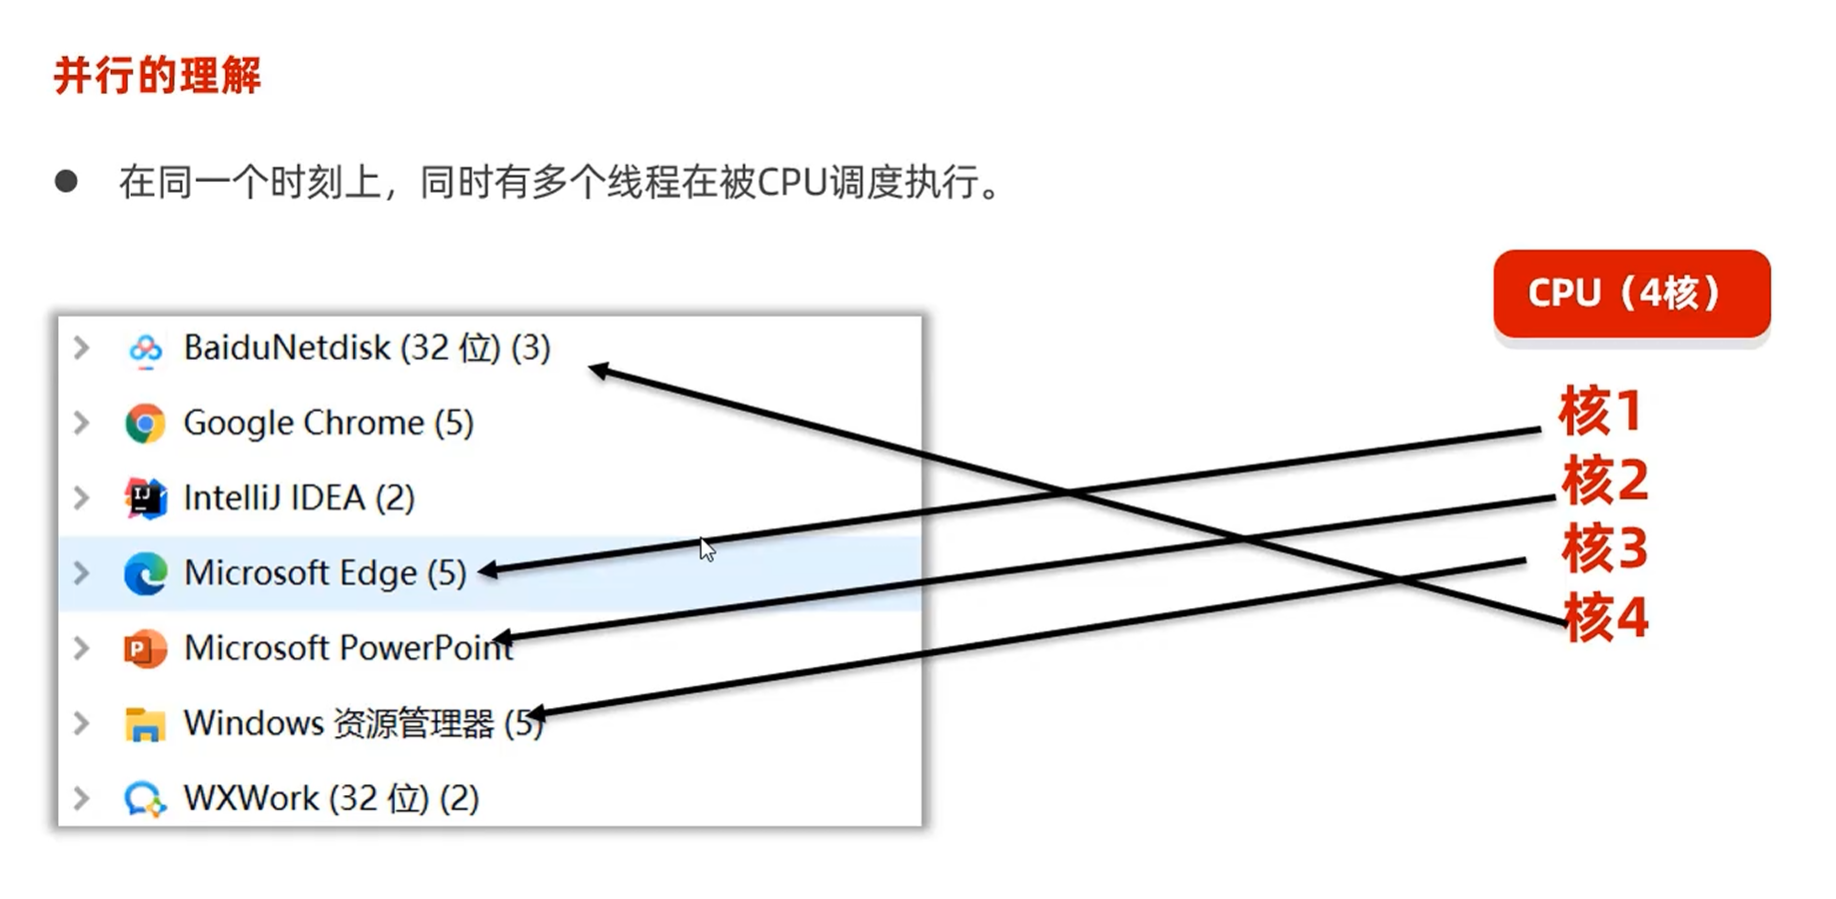 并行的理解
在同一个时刻上，同时有多个线程在被CPU调度执行。
CPU（4核）
BaiduNetdisk (32 位) (3)
Google Chrome (5)
IntelliJ IDEA (2)
Microsoft Edge (5)
Microsoft PowerPoint
Windows 资源管理器 (5)
WXWork (32 位) (2)
核1
核2
核3
核4